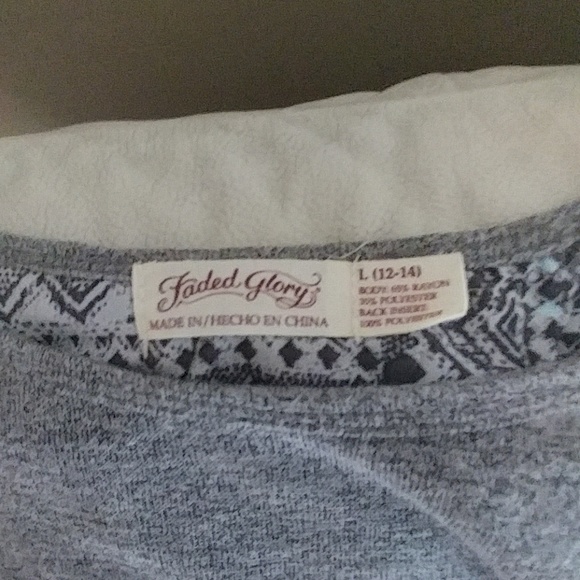 Faded Glory
MADE IN/HECHO EN CHINA
L (12-14)
BODY: 65% RAYON
35% POLYESTER
BACK INSERT:
100% POLYESTER